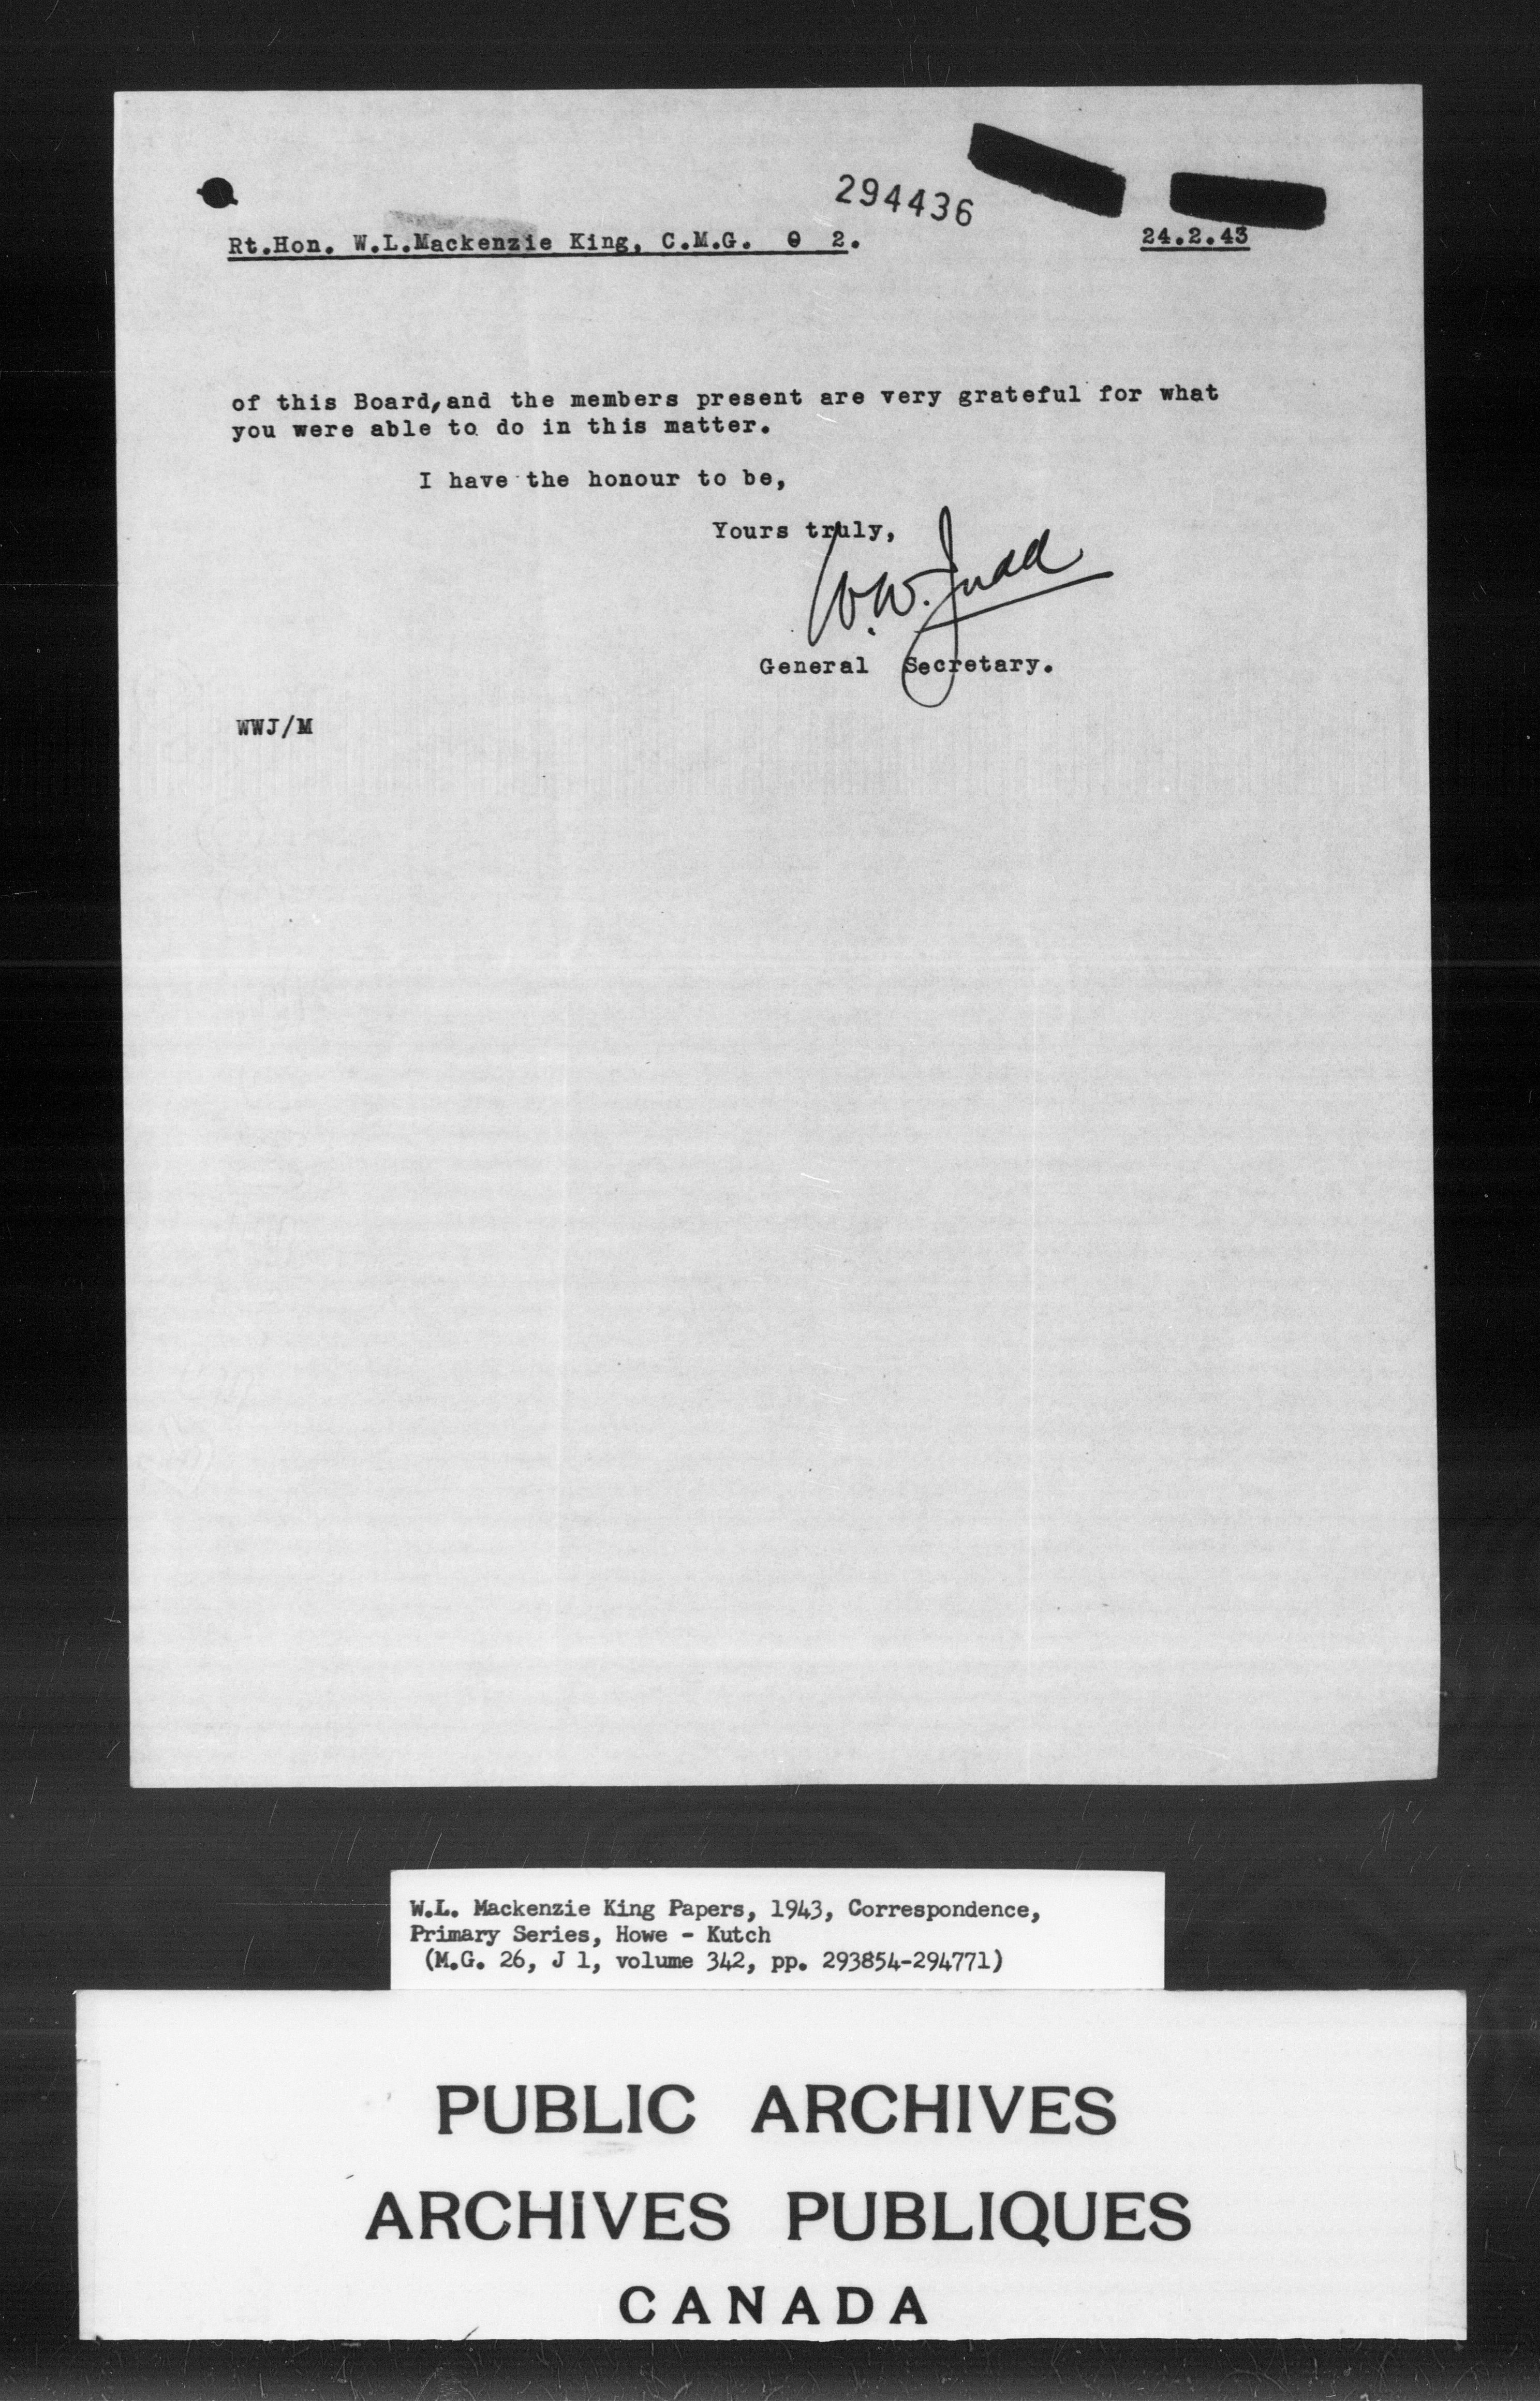 294436
Rt.Hon. W.L.Mackenzie King, C.M.G. 2. 24.2.43
of this Board, and the members present are very grateful for what
you were able to do in this matter.
I have the honour to be,
Yours truly,
W.W. Judd
General Secretary.
WWJ/M
W.L. Mackenzie King Papers, 1943, Correspondence,
Primary Series, Howe - Kutch
(M.G. 26, J 1, volume 342, pp. 293854-294771)
PUBLIC ARCHIVES
ARCHIVES PUBLIQUES
CANADA